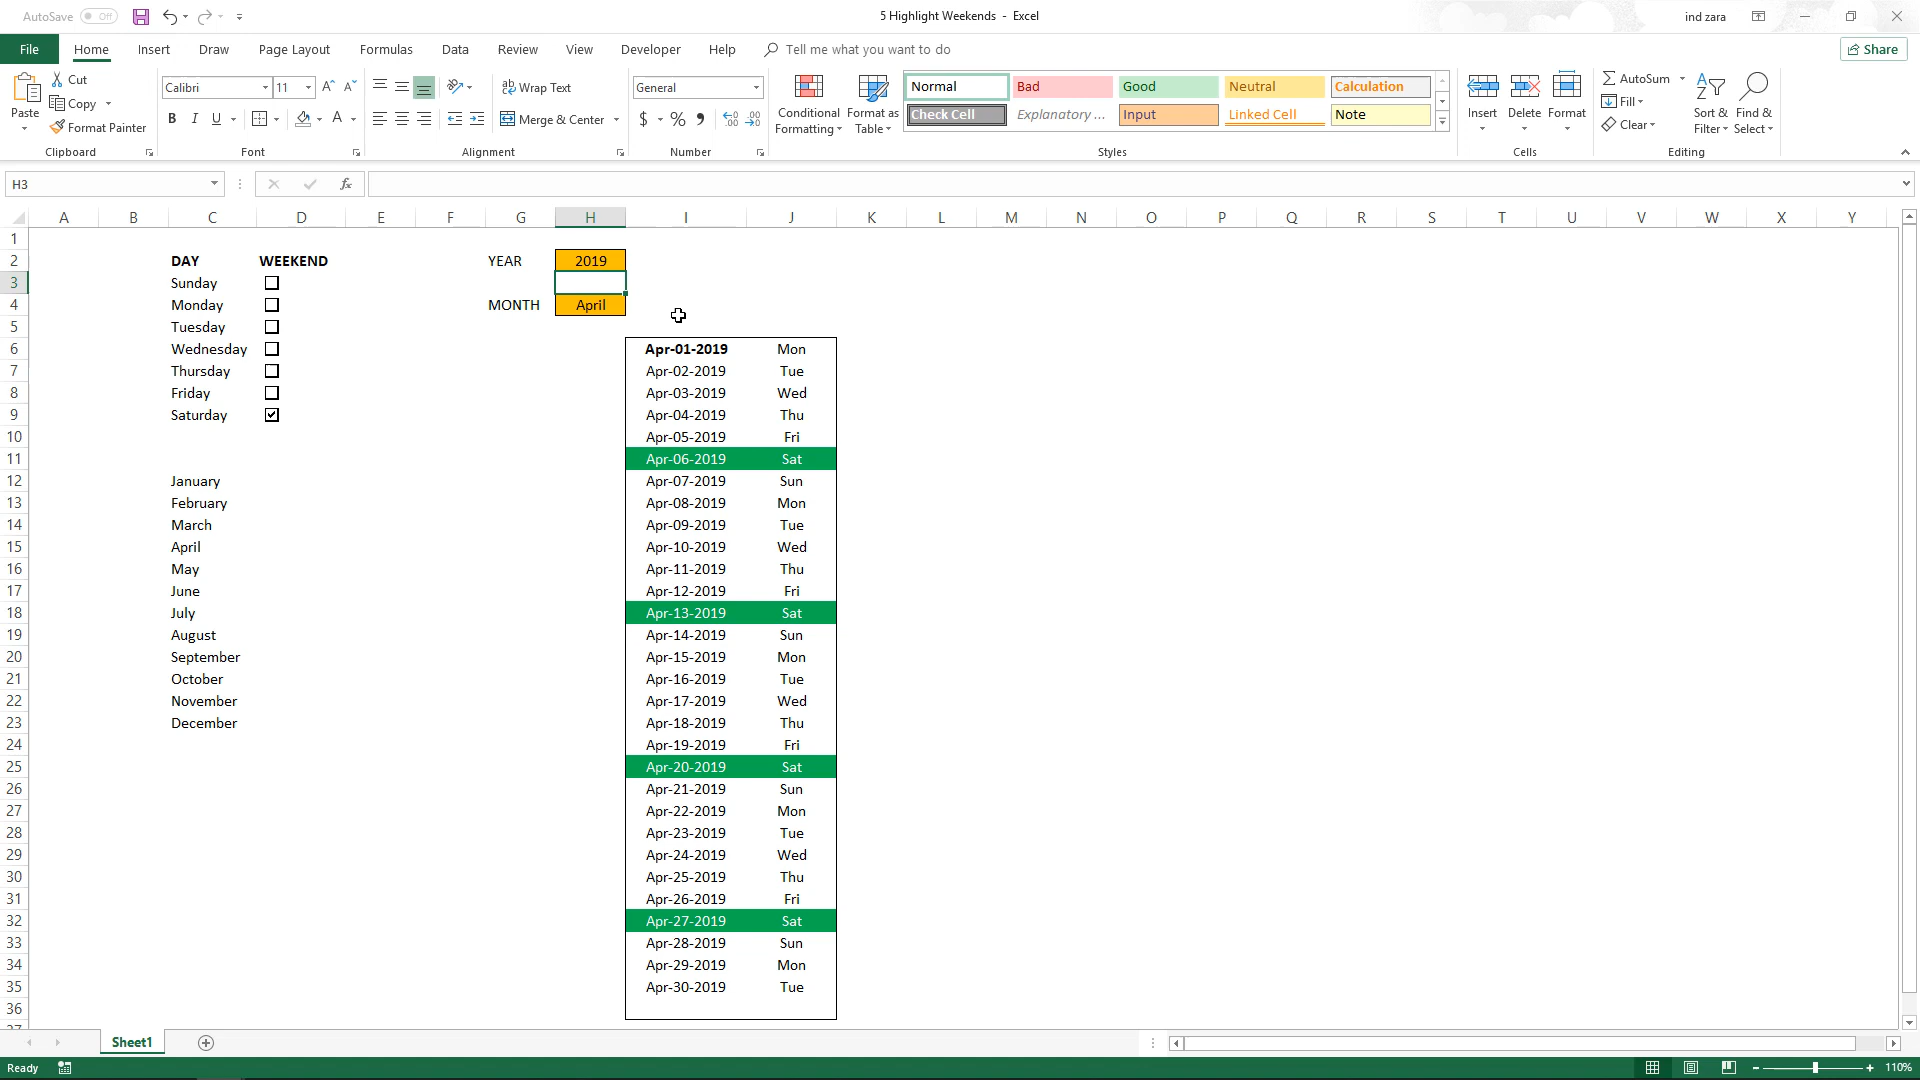 AutoSave Off
5 Highlight Weekends - Excel
ind zara
File Home Insert Draw Page Layout Formulas Data Review View Developer Help Tell me what you want to do Share
Paste
Cut
Copy
Format Painter
Clipboard
Calibri 11
B I U
Font
Wrap Text
Merge & Center
Alignment
General
$ % ,
Number
Conditional Formatting
Format as Table
Normal Bad Good Neutral Calculation
Check Cell Explanatory ... Input Linked Cell Note
Styles
Insert Delete Format
Cells
AutoSum
Fill
Clear
Sort & Filter
Find & Select
Editing
H3
fx
A B C D E F G H I J K L M N O P Q R S T U V W X Y
1
2 DAY WEEKEND YEAR 2019
3 Sunday
4 Monday MONTH April
5 Tuesday
6 Wednesday Apr-01-2019 Mon
7 Thursday Apr-02-2019 Tue
8 Friday Apr-03-2019 Wed
9 Saturday Apr-04-2019 Thu
10 Apr-05-2019 Fri
11 Apr-06-2019 Sat
12 January Apr-07-2019 Sun
13 February Apr-08-2019 Mon
14 March Apr-09-2019 Tue
15 April Apr-10-2019 Wed
16 May Apr-11-2019 Thu
17 June Apr-12-2019 Fri
18 July Apr-13-2019 Sat
19 August Apr-14-2019 Sun
20 September Apr-15-2019 Mon
21 October Apr-16-2019 Tue
22 November Apr-17-2019 Wed
23 December Apr-18-2019 Thu
24 Apr-19-2019 Fri
25 Apr-20-2019 Sat
26 Apr-21-2019 Sun
27 Apr-22-2019 Mon
28 Apr-23-2019 Tue
29 Apr-24-2019 Wed
30 Apr-25-2019 Thu
31 Apr-26-2019 Fri
32 Apr-27-2019 Sat
33 Apr-28-2019 Sun
34 Apr-29-2019 Mon
35 Apr-30-2019 Tue
36
37
Sheet1
Ready
110%